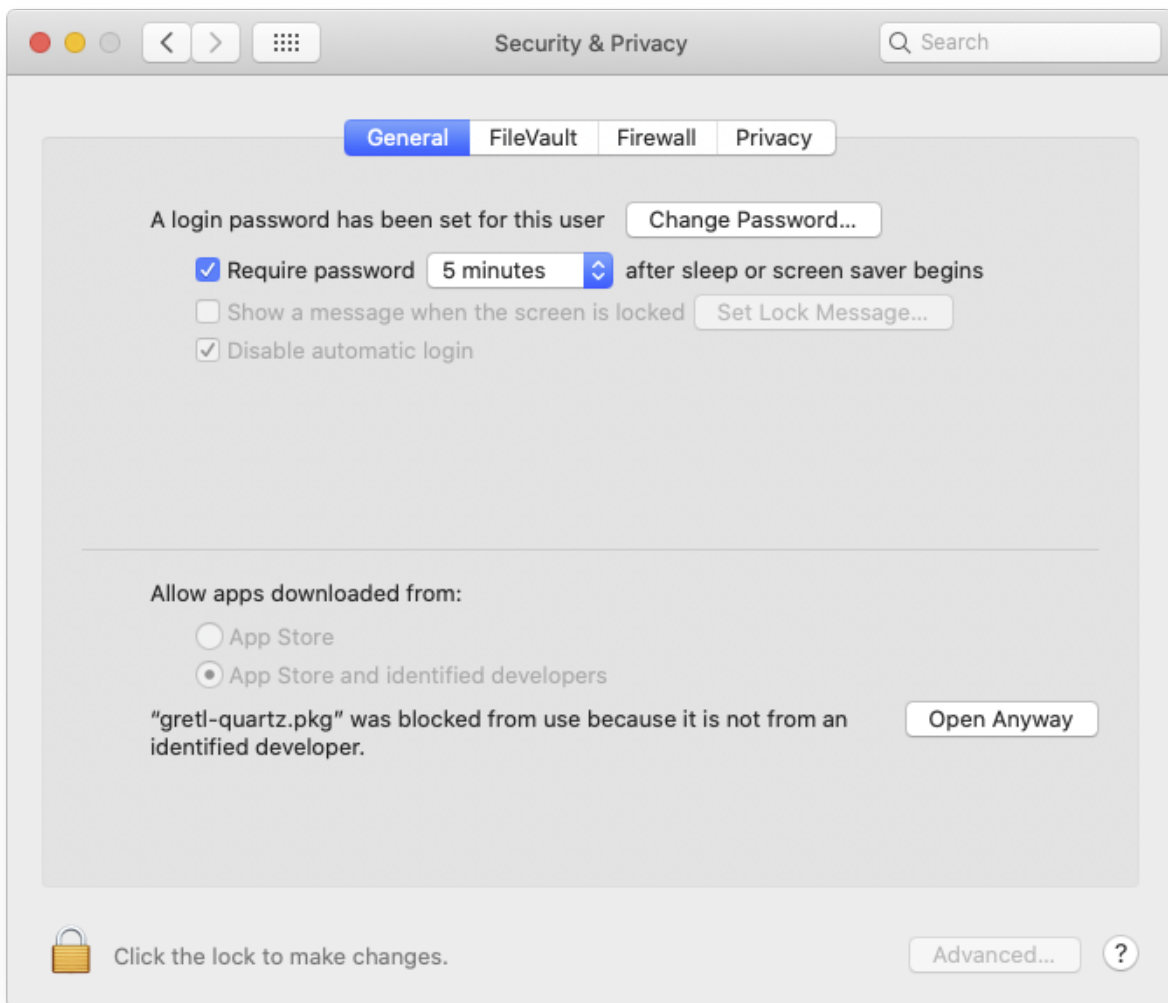 Security & Privacy
Search
General FileVault Firewall Privacy
A login password has been set for this user Change Password...
Require password 5 minutes after sleep or screen saver begins
Show a message when the screen is locked Set Lock Message...
Disable automatic login
Allow apps downloaded from:
App Store
App Store and identified developers
“gretl-quartz.pkg” was blocked from use because it is not from an Open Anyway
identified developer.
Click the lock to make changes. Advanced... ?